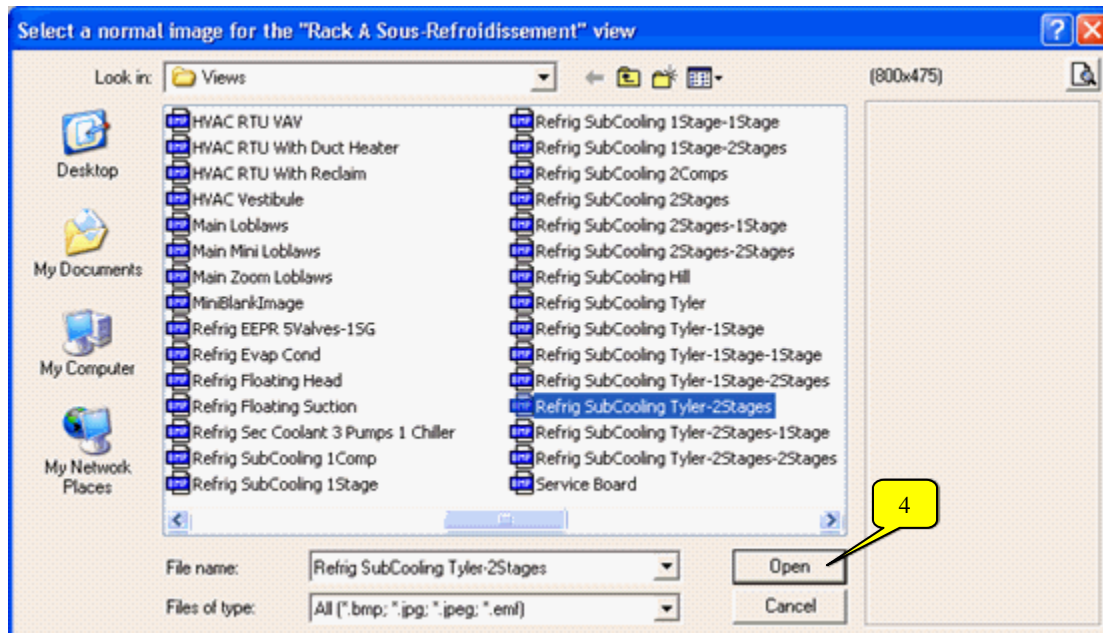 Select a normal image for the "Rack A Sous-Refroidissement" view
Look in:
Views
(800x475)
Desktop
My Documents
My Computer
My Network
Places
HVAC RTU VAV
HVAC RTU With Duct Heater
HVAC RTU With Reclaim
HVAC Vestibule
Main Loblaws
Main Mini Loblaws
Main Zoom Loblaws
MiniBlankImage
Refrig EEPR 5Valves-1SG
Refrig Evap Cond
Refrig Floating Head
Refrig Floating Suction
Refrig Sec Coolant 3 Pumps 1 Chiller
Refrig SubCooling 1Comp
Refrig SubCooling 1Stage
Refrig SubCooling 1Stage-1Stage
Refrig SubCooling 1Stage-2Stages
Refrig SubCooling 2Comps
Refrig SubCooling 2Stages
Refrig SubCooling 2Stages-1Stage
Refrig SubCooling 2Stages-2Stages
Refrig SubCooling Hill
Refrig SubCooling Tyler
Refrig SubCooling Tyler-1Stage
Refrig SubCooling Tyler-1Stage-1Stage
Refrig SubCooling Tyler-1Stage-2Stages
Refrig SubCooling Tyler-2Stages
Refrig SubCooling Tyler-2Stages-1Stage
Refrig SubCooling Tyler-2Stages-2Stages
Service Board
4
File name:
Refrig SubCooling Tyler-2Stages
Open
Files of type:
All (*.bmp; *.jpg; *.jpeg; *.emf)
Cancel